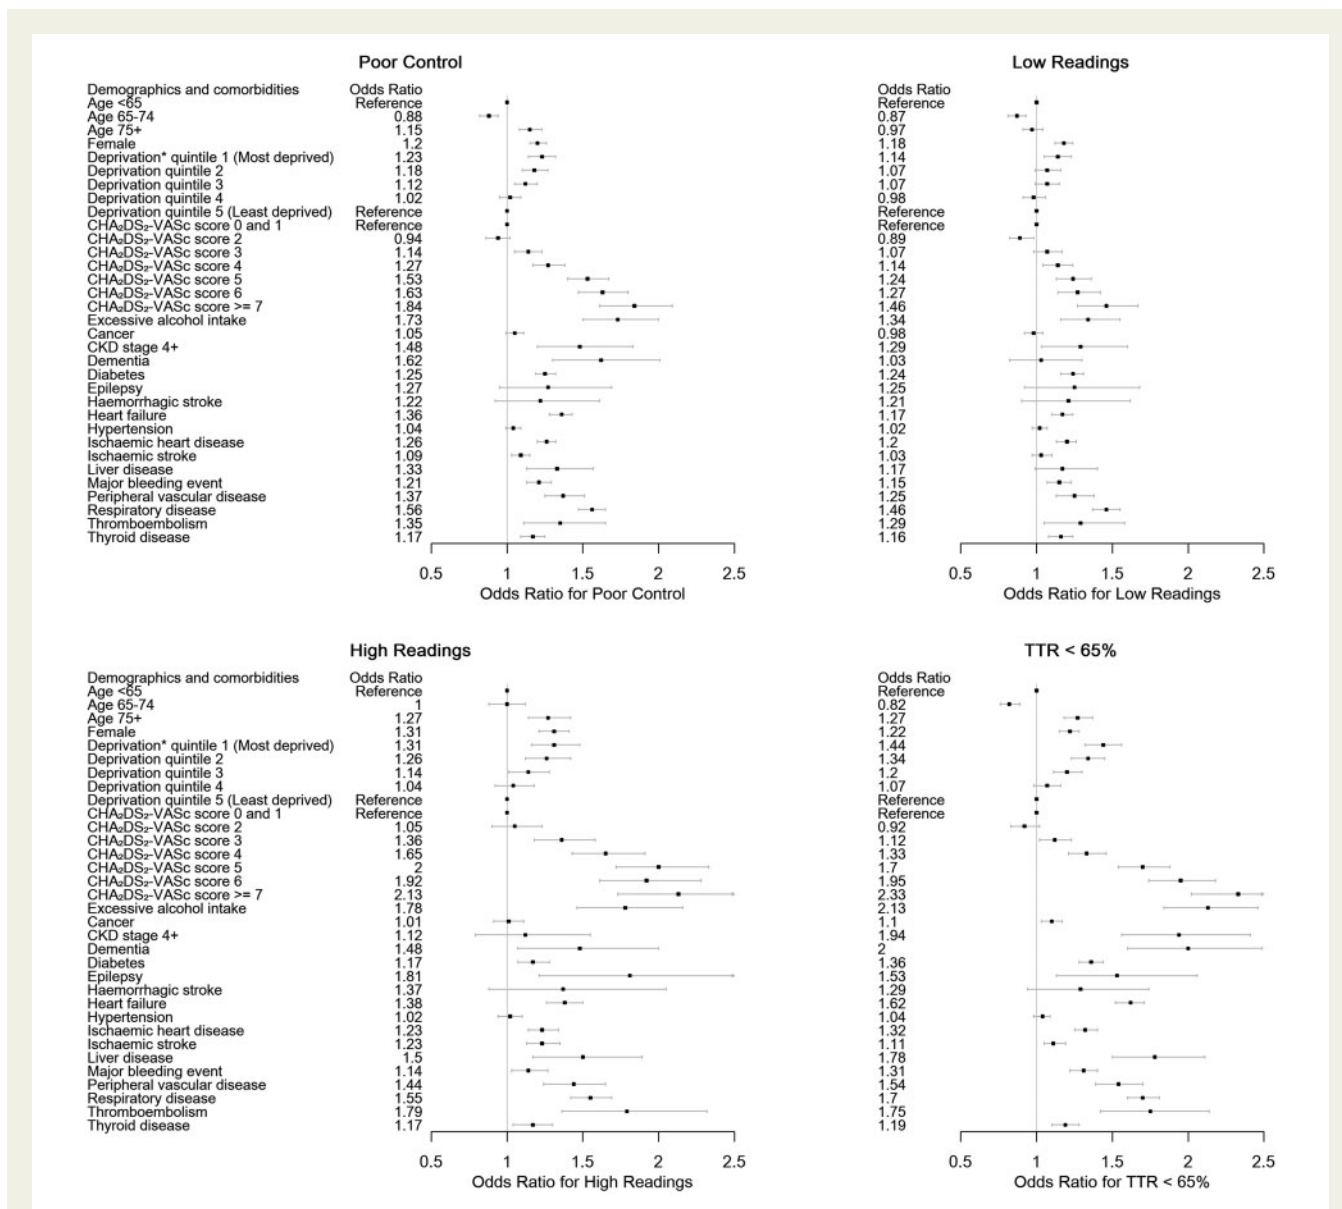 Poor Control
Demographics and comorbidities Odds Ratio
Age <65 Reference
Age 65-74 0.88
Age 75+ 1.15
Female 1.2
Deprivation* quintile 1 (Most deprived) 1.23
Deprivation quintile 2 1.18
Deprivation quintile 3 1.12
Deprivation quintile 4 1.02
Deprivation quintile 5 (Least deprived) Reference
CHA₂DS₂-VASc score 0 and 1 Reference
CHA₂DS₂-VASc score 2 0.94
CHA₂DS₂-VASc score 3 1.14
CHA₂DS₂-VASc score 4 1.27
CHA₂DS₂-VASc score 5 1.53
CHA₂DS₂-VASc score 6 1.63
CHA₂DS₂-VASc score >= 7 1.84
Excessive alcohol intake 1.73
Cancer 1.05
CKD stage 4+ 1.48
Dementia 1.62
Diabetes 1.25
Epilepsy 1.27
Haemorrhagic stroke 1.22
Heart failure 1.36
Hypertension 1.04
Ischaemic heart disease 1.26
Ischaemic stroke 1.09
Liver disease 1.33
Major bleeding event 1.21
Peripheral vascular disease 1.37
Respiratory disease 1.56
Thromboembolism 1.35
Thyroid disease 1.17
0.5 1 1.5 2 2.5
Odds Ratio for Poor Control
Low Readings
Odds Ratio
Reference
0.87
0.97
1.18
1.14
1.07
1.07
0.98
Reference
Reference
0.89
1.07
1.14
1.24
1.27
1.46
1.34
0.98
1.29
1.03
1.24
1.25
1.21
1.17
1.02
1.2
1.03
1.17
1.15
1.25
1.46
1.29
1.16
0.5 1 1.5 2 2.5
Odds Ratio for Low Readings
High Readings
Demographics and comorbidities Odds Ratio
Age <65 Reference
Age 65-74 1
Age 75+ 1.27
Female 1.31
Deprivation* quintile 1 (Most deprived) 1.31
Deprivation quintile 2 1.26
Deprivation quintile 3 1.14
Deprivation quintile 4 1.04
Deprivation quintile 5 (Least deprived) Reference
CHA₂DS₂-VASc score 0 and 1 Reference
CHA₂DS₂-VASc score 2 1.05
CHA₂DS₂-VASc score 3 1.36
CHA₂DS₂-VASc score 4 1.65
CHA₂DS₂-VASc score 5 2
CHA₂DS₂-VASc score 6 1.92
CHA₂DS₂-VASc score >= 7 2.13
Excessive alcohol intake 1.78
Cancer 1.01
CKD stage 4+ 1.12
Dementia 1.48
Diabetes 1.17
Epilepsy 1.81
Haemorrhagic stroke 1.37
Heart failure 1.38
Hypertension 1.02
Ischaemic heart disease 1.23
Ischaemic stroke 1.23
Liver disease 1.5
Major bleeding event 1.14
Peripheral vascular disease 1.44
Respiratory disease 1.55
Thromboembolism 1.79
Thyroid disease 1.17
0.5 1 1.5 2 2.5
Odds Ratio for High Readings
TTR < 65%
Odds Ratio
Reference
0.82
1.27
1.22
1.44
1.34
1.2
1.07
Reference
Reference
0.92
1.12
1.33
1.7
1.95
2.33
2.13
1.1
1.94
2
1.36
1.53
1.29
1.62
1.04
1.32
1.11
1.78
1.31
1.54
1.7
1.75
1.19
0.5 1 1.5 2 2.5
Odds Ratio for TTR < 65%